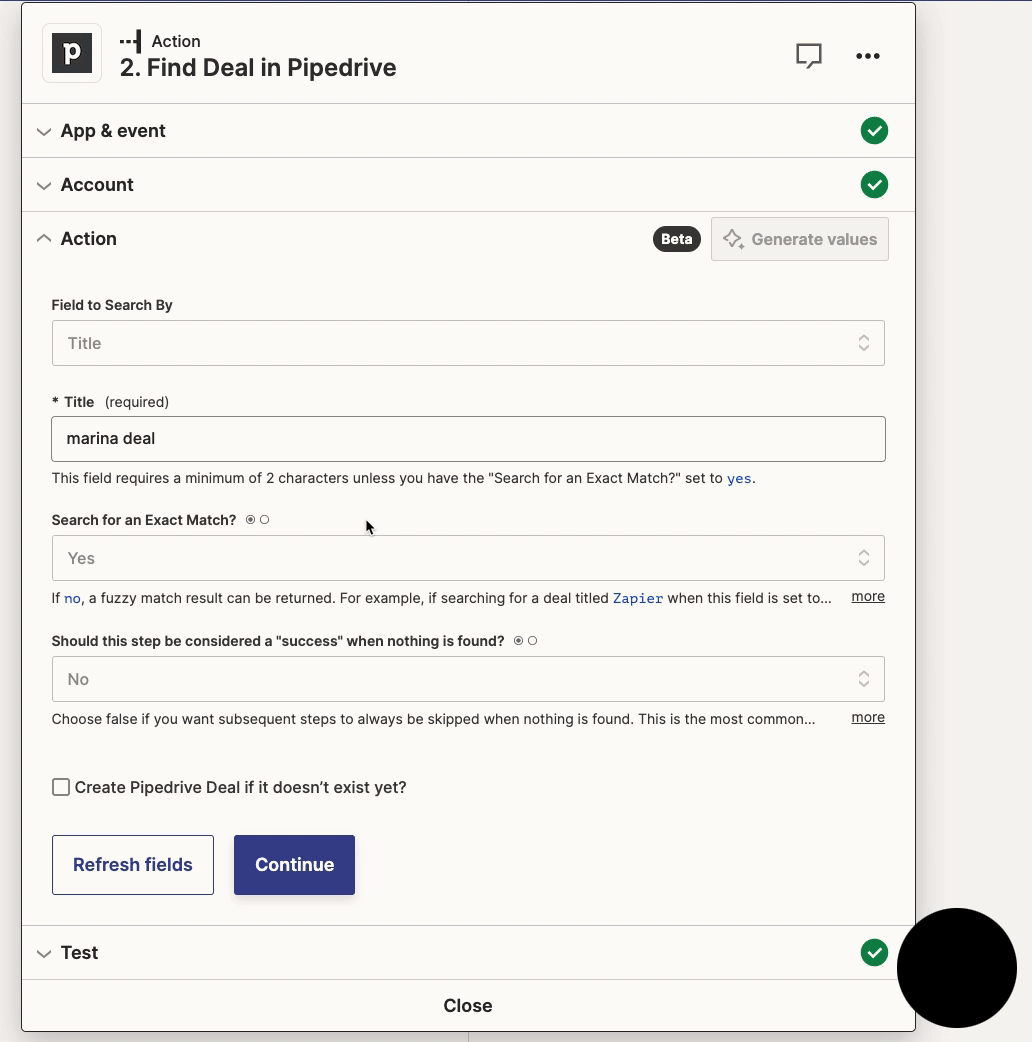 p
Action
2. Find Deal in Pipedrive
App & event
Account
Action
Beta
Generate values
Field to Search By
Title
* Title (required)
marina deal
This field requires a minimum of 2 characters unless you have the "Search for an Exact Match?" set to yes.
Search for an Exact Match?
Yes
If no, a fuzzy match result can be returned. For example, if searching for a deal titled Zapier when this field is set to... more
Should this step be considered a "success" when nothing is found?
No
Choose false if you want subsequent steps to always be skipped when nothing is found. This is the most common... more
Create Pipedrive Deal if it doesn’t exist yet?
Refresh fields
Continue
Test
Close